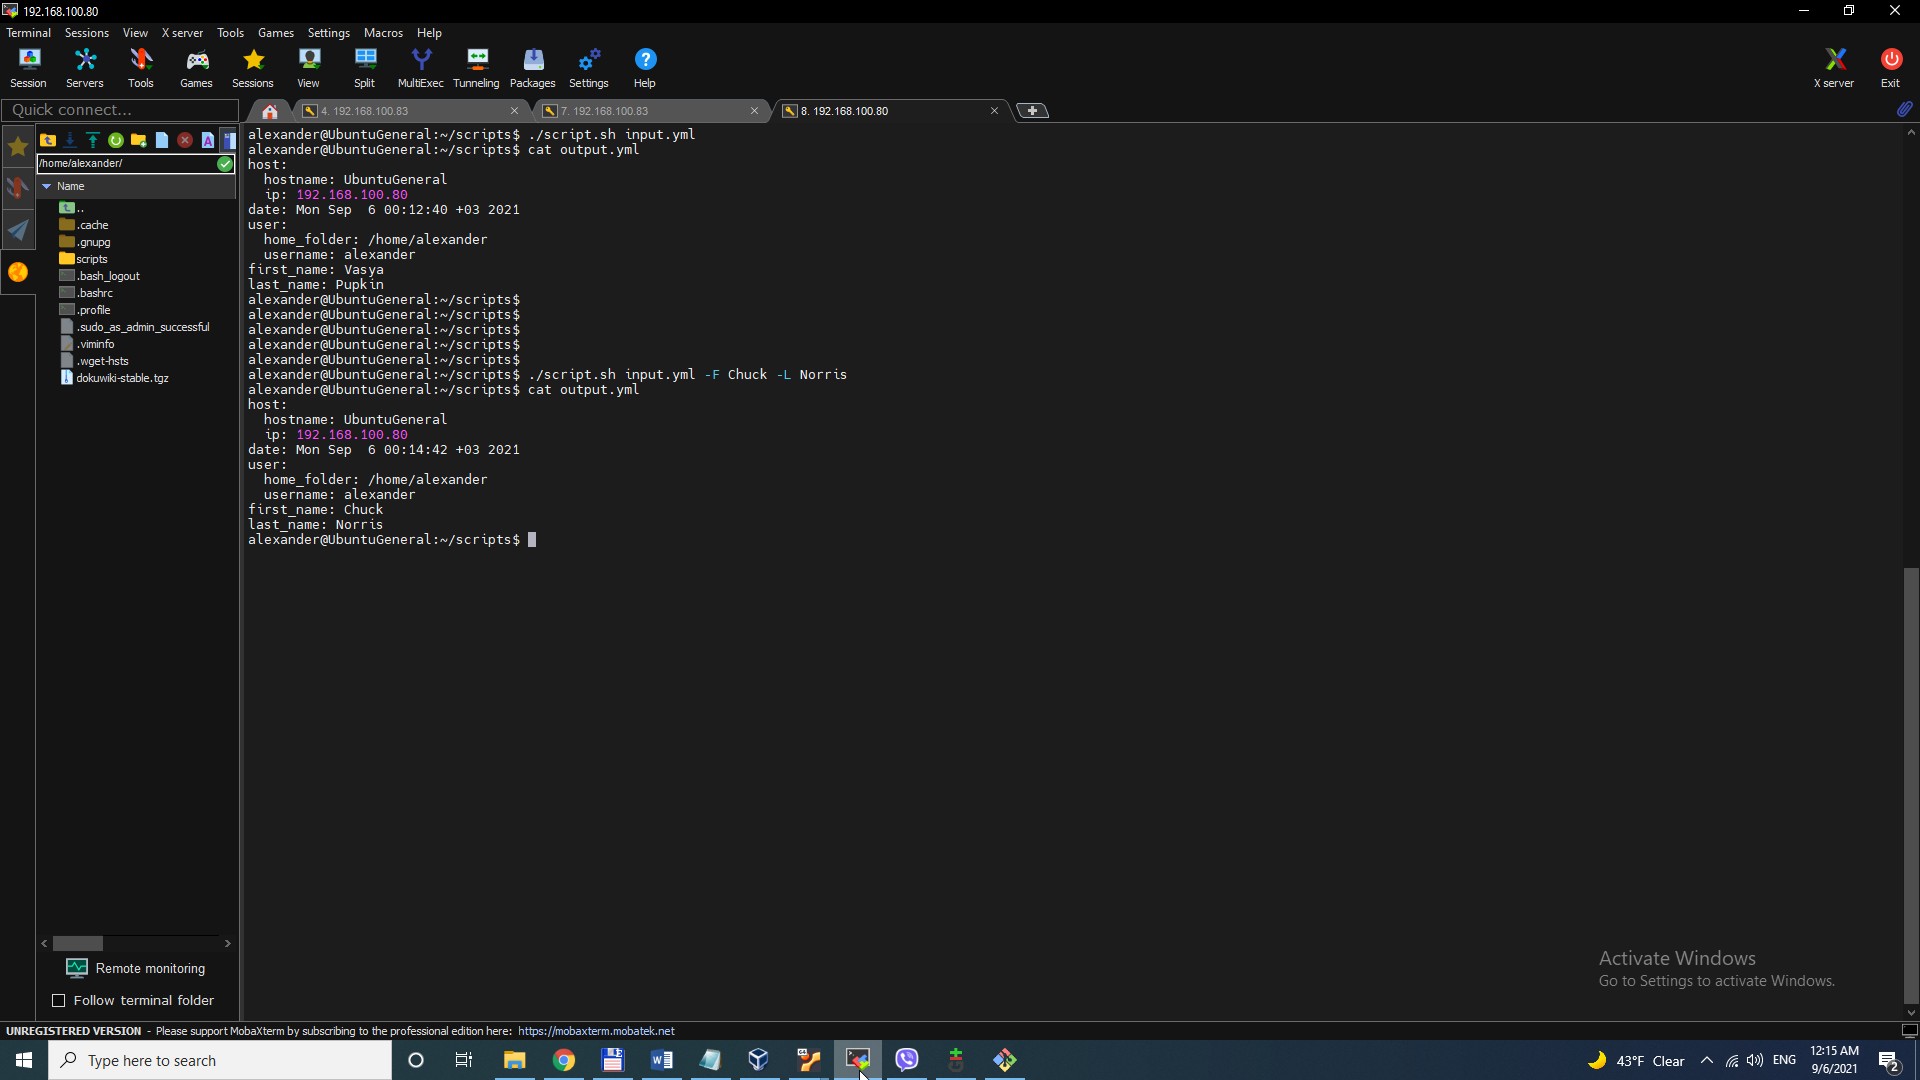 192.168.100.80
Terminal Sessions View X server Tools Games Settings Macros Help
Session Servers Tools Games Sessions View Split MultiExec Tunneling Packages Settings Help X server Exit
Quick connect... 4. 192.168.100.83 7. 192.168.100.83 8. 192.168.100.80
/home/alexander/
Name
..
.cache
.gnupg
scripts
.bash_logout
.bashrc
.profile
.sudo_as_admin_successful
.viminfo
.wget-hsts
dokuwiki-stable.tgz
Remote monitoring
Follow terminal folder
alexander@UbuntuGeneral:~/scripts$ ./script.sh input.yml
alexander@UbuntuGeneral:~/scripts$ cat output.yml
host:
  hostname: UbuntuGeneral
  ip: 192.168.100.80
date: Mon Sep  6 00:12:40 +03 2021
user:
  home_folder: /home/alexander
  username: alexander
first_name: Vasya
last_name: Pupkin
alexander@UbuntuGeneral:~/scripts$
alexander@UbuntuGeneral:~/scripts$
alexander@UbuntuGeneral:~/scripts$
alexander@UbuntuGeneral:~/scripts$
alexander@UbuntuGeneral:~/scripts$
alexander@UbuntuGeneral:~/scripts$ ./script.sh input.yml -F Chuck -L Norris
alexander@UbuntuGeneral:~/scripts$ cat output.yml
host:
  hostname: UbuntuGeneral
  ip: 192.168.100.80
date: Mon Sep  6 00:14:42 +03 2021
user:
  home_folder: /home/alexander
  username: alexander
first_name: Chuck
last_name: Norris
alexander@UbuntuGeneral:~/scripts$
Activate Windows
Go to Settings to activate Windows.
UNREGISTERED VERSION - Please support MobaXterm by subscribing to the professional edition here: https://mobaxterm.mobatek.net
Type here to search
43°F Clear
ENG
12:15 AM
9/6/2021
2